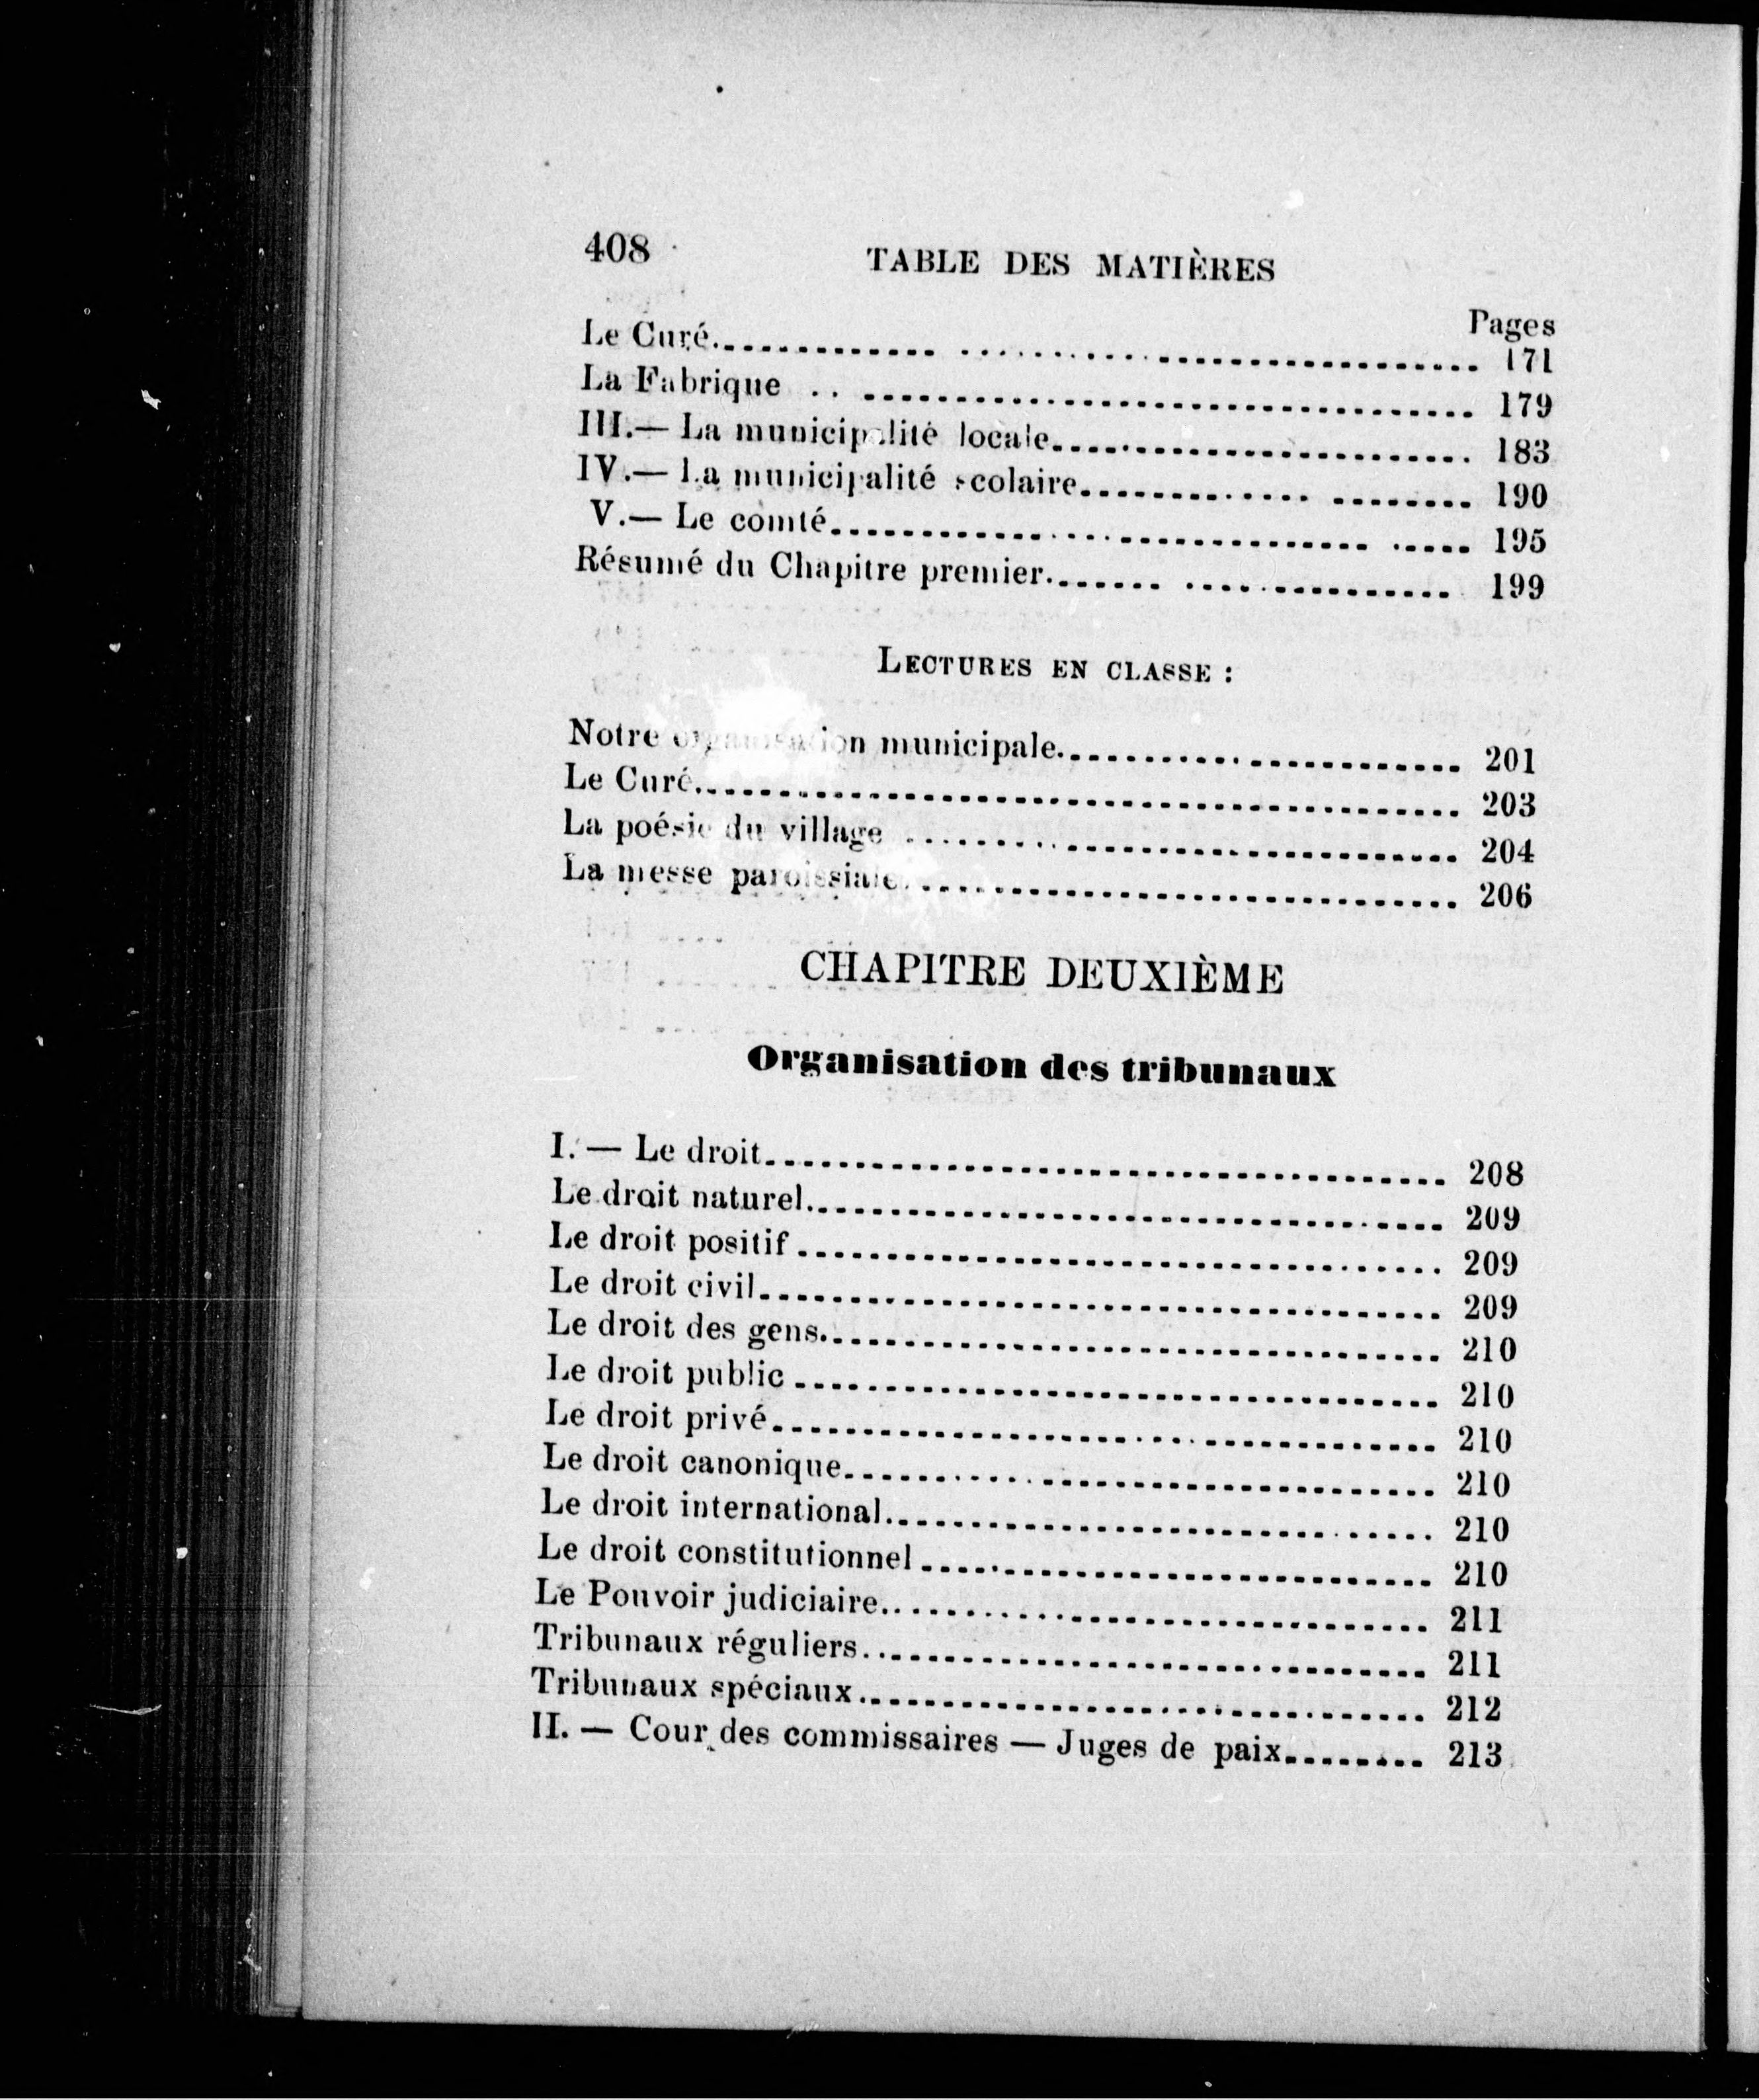 408
TABLE DES MATIÈRES
Pages
Le Curé........................................ 171
La Fabrique .. .................................. 179
III.— La municipalité locale........................ 183
IV.— La municipalité scolaire............. ........ 190
V.— Le comté.............................. ..... 195
Résumé du Chapitre premier....... ............... 199
LECTURES EN CLASSE :
Notre organisation municipale....................... 201
Le Curé........................................... 203
La poésie du village ............................... 204
La messe paroissiale............................... 206
CHAPITRE DEUXIÈME
Organisation des tribunaux
I. — Le droit...................................... 208
Le droit naturel.................................... 209
Le droit positif .................................... 209
Le droit civil...................................... 209
Le droit des gens................................... 210
Le droit public .................................... 210
Le droit privé..................................... 210
Le droit canonique................................. 210
Le droit international............................... 210
Le droit constitutionnel ............................. 210
Le Pouvoir judiciaire............................... 211
Tribunaux réguliers................................ 211
Tribunaux spéciaux................................ 212
II. — Cour des commissaires — Juges de paix........ 213